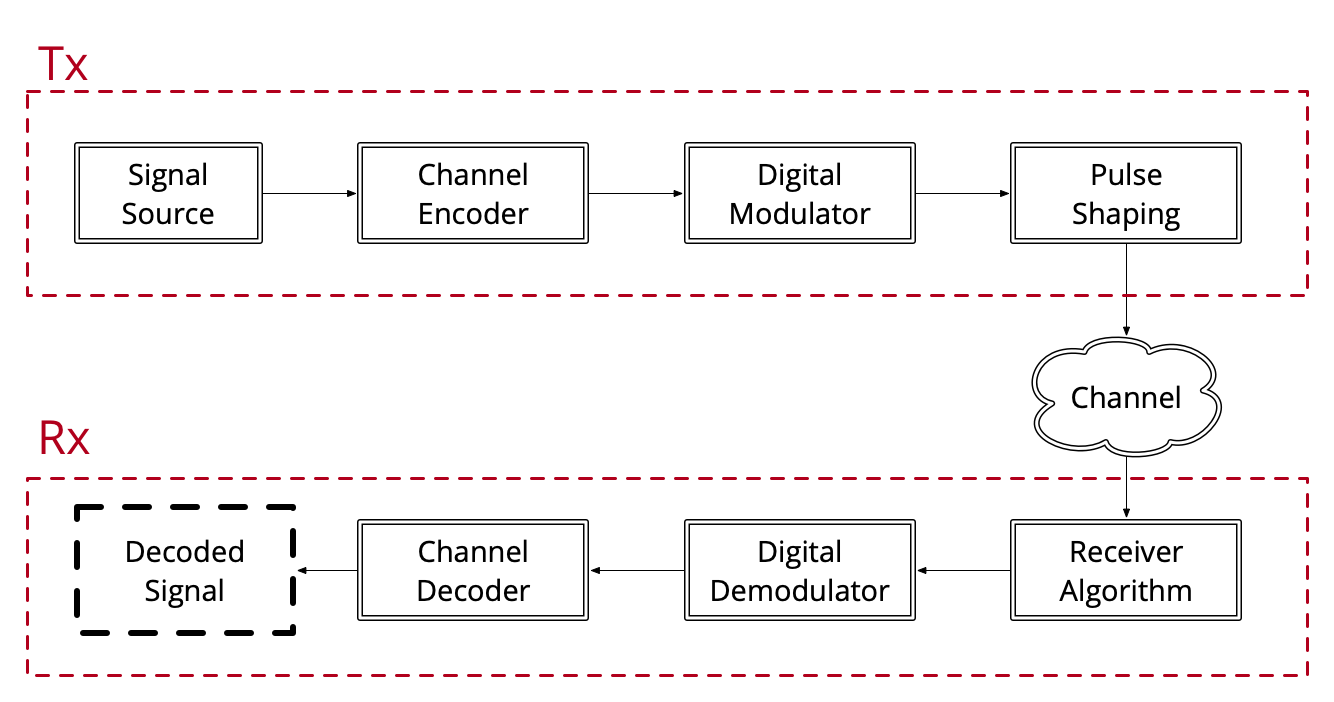 Tx
Signal
Source
Channel
Encoder
Digital
Modulator
Pulse
Shaping
Channel
Rx
Decoded
Signal
Channel
Decoder
Digital
Demodulator
Receiver
Algorithm